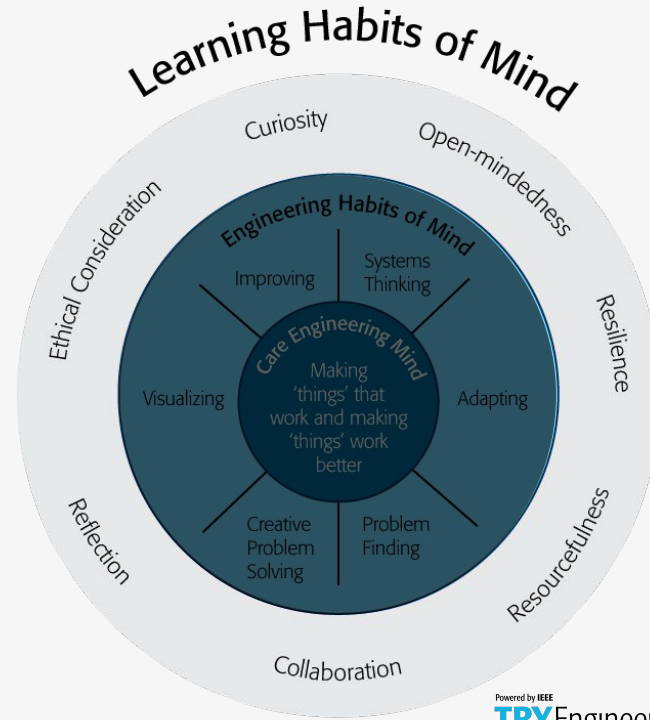 Learning Habits of Mind
Curiosity
Open-mindedness
Resilience
Resourcefulness
Collaboration
Reflection
Ethical Consideration
Engineering Habits of Mind
Improving
Systems
Thinking
Adapting
Problem
Finding
Creative
Problem
Solving
Visualizing
Care Engineering Mind
Making
'things' that
work and making
'things' work
better
Powered by IEEE